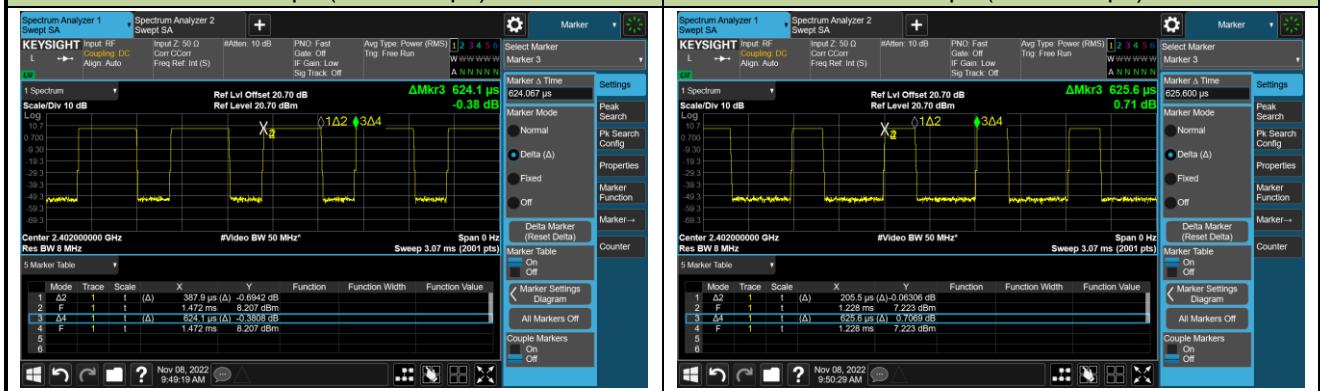 Spectrum Analyzer 1
Swept SA
Spectrum Analyzer 2
Swept SA
+
Marker
KEYSIGHT
L
LXI
Input: RF
Coupling: DC
Align: Auto
Input Z: 50 Ω
Corr CCorr
Freq Ref: Int (S)
#Atten: 10 dB
PNO: Fast
Gate: Off
IF Gain: Low
Sig Track: Off
Avg Type: Power (RMS)
Trig: Free Run
1 2 3 4 5 6
W W W W W W
A N N N N N
Select Marker
Marker 3
1 Spectrum
Scale/Div 10 dB
Log
Ref Lvl Offset 20.70 dB
Ref Level 20.70 dBm
ΔMkr3 624.1 µs
-0.38 dB
10.7
0.700
-9.30
-19.3
-29.3
-39.3
-49.3
-59.3
-69.3
1Δ2
3Δ4
Center 2.402000000 GHz
Res BW 8 MHz
#Video BW 50 MHz*
Span 0 Hz
Sweep 3.07 ms (2001 pts)
Marker Δ Time
624.067 µs
Marker Mode
Normal
Delta (Δ)
Fixed
Off
Delta Marker
(Reset Delta)
Marker Table
On
Off
Marker Settings
Diagram
All Markers Off
Couple Markers
On
Off
Settings
Peak
Search
Pk Search
Config
Properties
Marker
Function
Marker→
Counter
5 Marker Table
Mode Trace Scale X Y Function Function Width Function Value
1 Δ2 1 t (Δ) 387.9 µs (Δ) -0.6942 dB
2 F 1 t 1.472 ms 8.207 dBm
3 Δ4 1 t (Δ) 624.1 µs (Δ) -0.3808 dB
4 F 1 t 1.472 ms 8.207 dBm
5
6
?
Nov 08, 2022
9:49:19 AM
Spectrum Analyzer 1
Swept SA
Spectrum Analyzer 2
Swept SA
+
Marker
KEYSIGHT
L
LXI
Input: RF
Coupling: DC
Align: Auto
Input Z: 50 Ω
Corr CCorr
Freq Ref: Int (S)
#Atten: 10 dB
PNO: Fast
Gate: Off
IF Gain: Low
Sig Track: Off
Avg Type: Power (RMS)
Trig: Free Run
1 2 3 4 5 6
W W W W W W
A N N N N N
Select Marker
Marker 3
1 Spectrum
Scale/Div 10 dB
Log
Ref Lvl Offset 20.70 dB
Ref Level 20.70 dBm
ΔMkr3 625.6 µs
0.71 dB
10.7
0.700
-9.30
-19.3
-29.3
-39.3
-49.3
-59.3
-69.3
1Δ2
3Δ4
Center 2.402000000 GHz
Res BW 8 MHz
#Video BW 50 MHz*
Span 0 Hz
Sweep 3.07 ms (2001 pts)
Marker Δ Time
625.600 µs
Marker Mode
Normal
Delta (Δ)
Fixed
Off
Delta Marker
(Reset Delta)
Marker Table
On
Off
Marker Settings
Diagram
All Markers Off
Couple Markers
On
Off
Settings
Peak
Search
Pk Search
Config
Properties
Marker
Function
Marker→
Counter
5 Marker Table
Mode Trace Scale X Y Function Function Width Function Value
1 Δ2 1 t (Δ) 205.5 µs (Δ) -0.06306 dB
2 F 1 t 1.228 ms 7.223 dBm
3 Δ4 1 t (Δ) 625.6 µs (Δ) 0.7069 dB
4 F 1 t 1.228 ms 7.223 dBm
5
6
?
Nov 08, 2022
9:50:29 AM